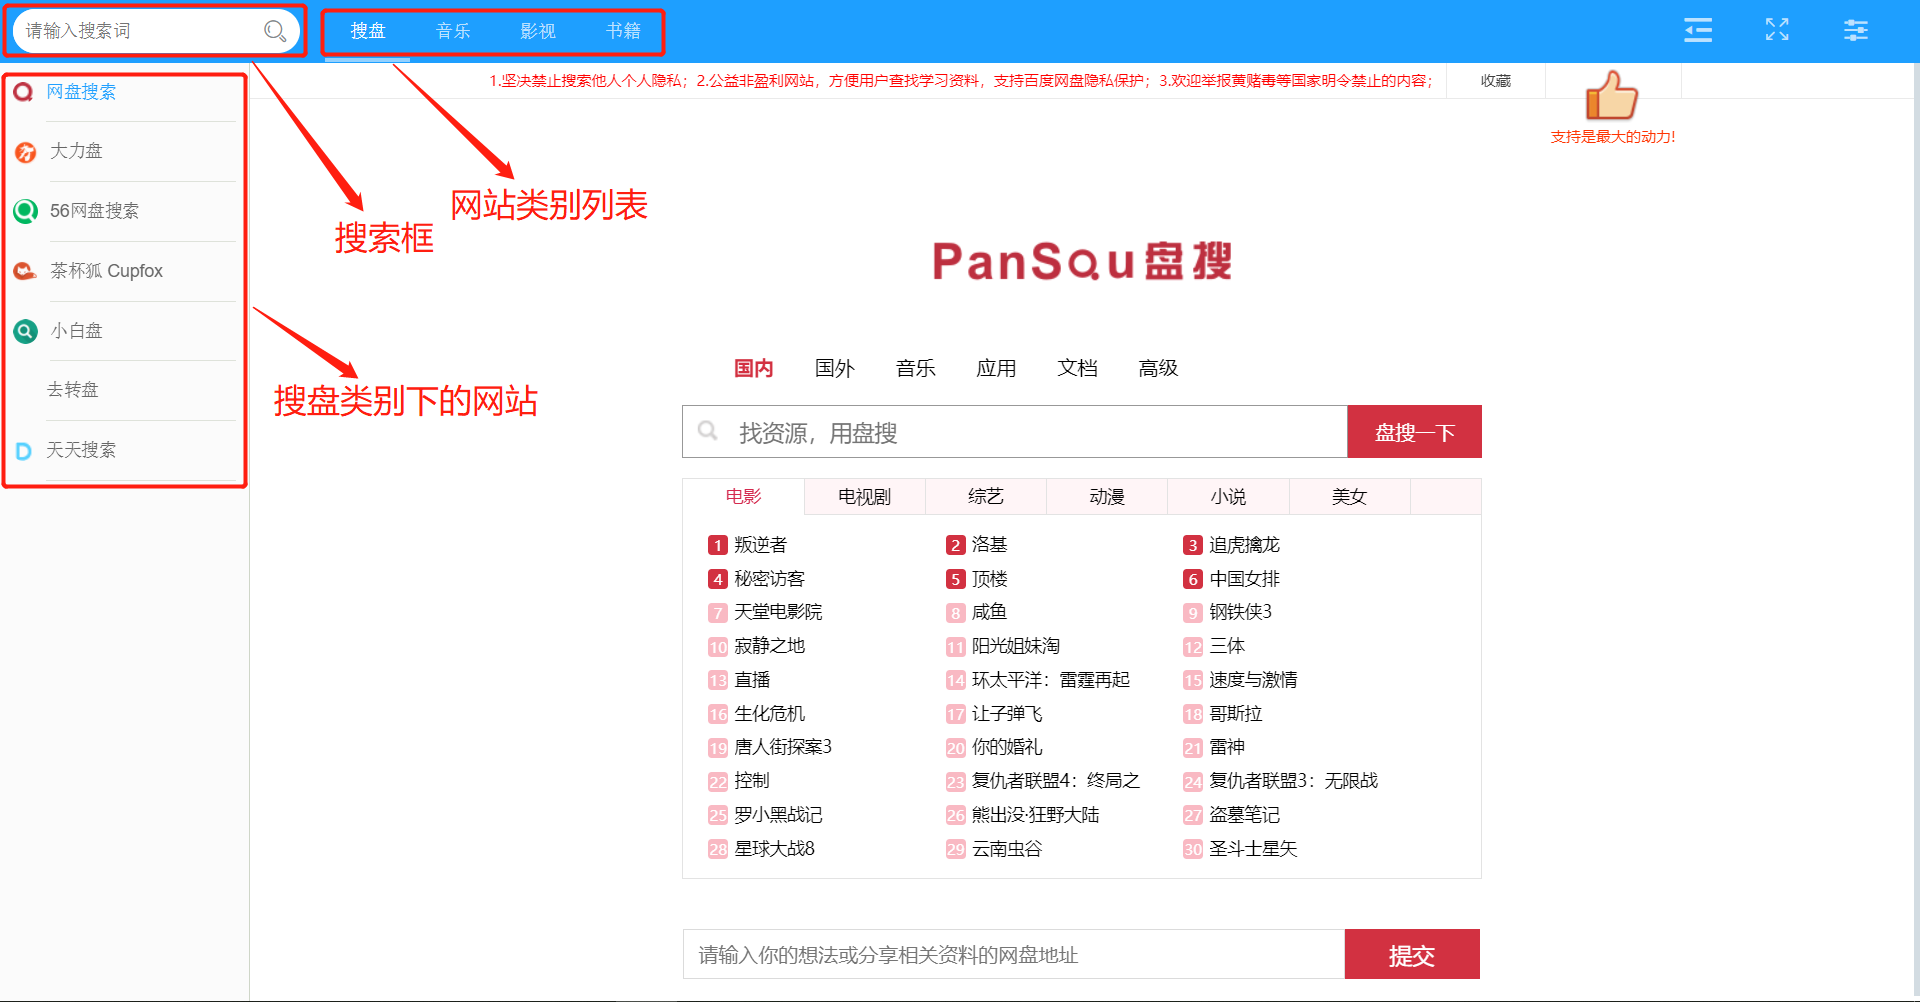 请输入搜索词
搜盘 音乐 影视 书籍
1.坚决禁止搜索他人个人隐私；2.公益非盈利网站，方便用户查找学习资料，支持百度网盘隐私保护；3.欢迎举报黄赌毒等国家明令禁止的内容；
收藏
支持是最大的动力!
网盘搜索
大力盘
56网盘搜索
茶杯狐 Cupfox
小白盘
去转盘
天天搜索
网站类别列表
搜索框
搜盘类别下的网站
PanSou盘搜
国内 国外 音乐 应用 文档 高级
找资源，用盘搜 盘搜一下
电影 电视剧 综艺 动漫 小说 美女
1 叛逆者 2 洛基 3 追虎擒龙
4 秘密访客 5 顶楼 6 中国女排
7 天堂电影院 8 咸鱼 9 钢铁侠3
10 寂静之地 11 阳光姐妹淘 12 三体
13 直播 14 环太平洋：雷霆再起 15 速度与激情
16 生化危机 17 让子弹飞 18 哥斯拉
19 唐人街探案3 20 你的婚礼 21 雷神
22 控制 23 复仇者联盟4：终局之 24 复仇者联盟3：无限战
25 罗小黑战记 26 熊出没·狂野大陆 27 盗墓笔记
28 星球大战8 29 云南虫谷 30 圣斗士星矢
请输入你的想法或分享相关资料的网盘地址 提交